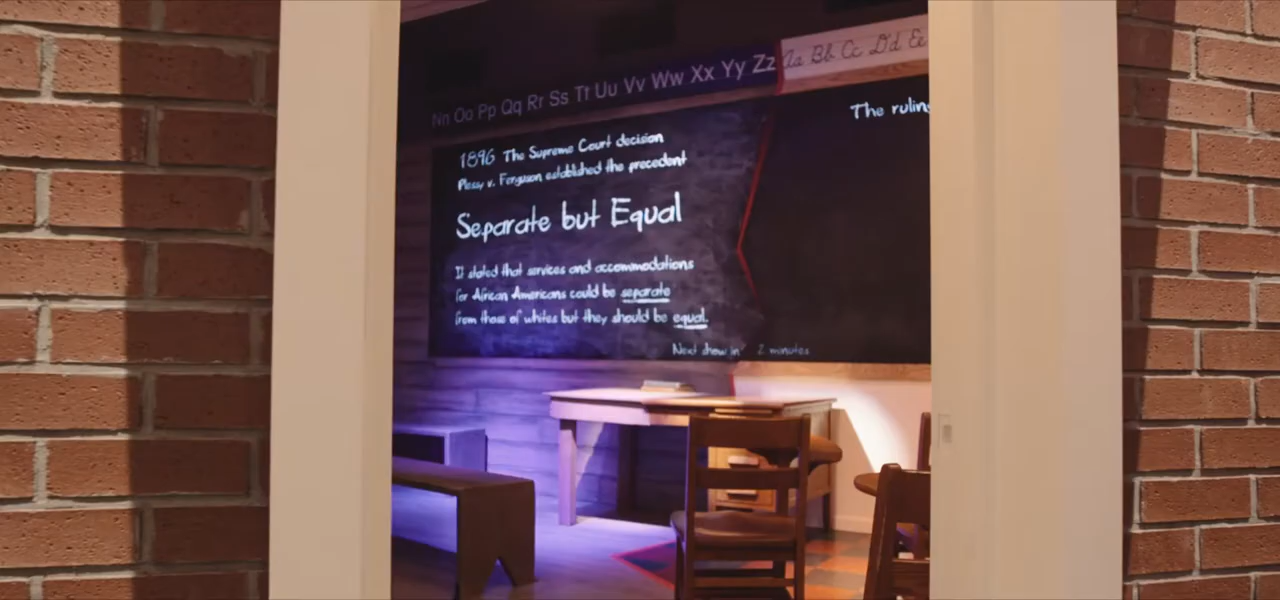 Nn Oo Pp Qq Rr Ss Tt Uu Vv Ww Xx Yy Zz
Aa Bb Cc Dd Ee
1896 The Supreme Court decision
Plessy v. Ferguson established the precedent
Separate but Equal
It stated that services and accommodations
for African Americans could be separate
from those of whites but they should be equal.
Next show in 2 minutes
The ruling